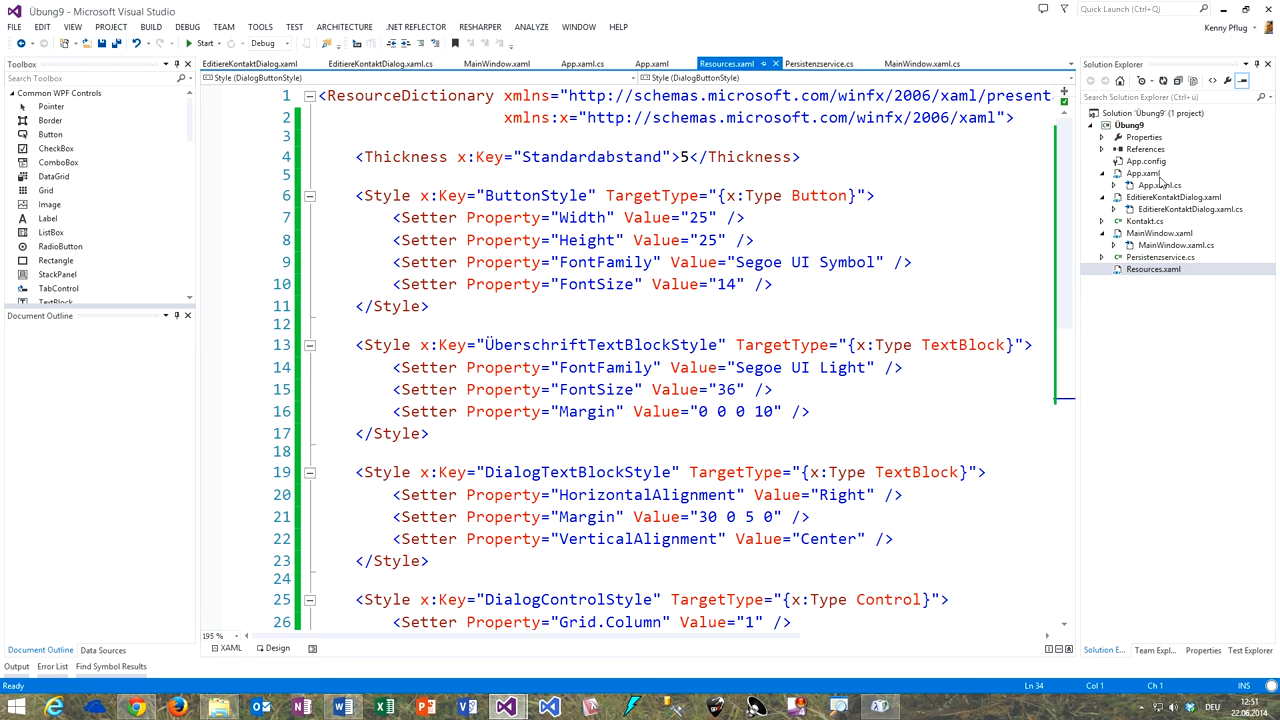 Übung9 - Microsoft Visual Studio
Quick Launch (Ctrl+Q)
FILE EDIT VIEW PROJECT BUILD DEBUG TEAM TOOLS TEST ARCHITECTURE .NET REFLECTOR RESHARPER ANALYZE WINDOW HELP
Kenny Pflug
Start Debug
Toolbox
EditiereKontaktDialog.xaml EditiereKontaktDialog.xaml.cs MainWindow.xaml App.xaml.cs App.xaml Resources.xaml Persistenzservice.cs MainWindow.xaml.cs
Solution Explorer
Search Toolbox
Style (DialogButtonStyle)
Style (DialogButtonStyle)
Common WPF Controls
Pointer
Border
Button
CheckBox
ComboBox
DataGrid
Grid
Image
Label
ListBox
RadioButton
Rectangle
StackPanel
TabControl
TextBlock
Document Outline
1 <ResourceDictionary xmlns="http://schemas.microsoft.com/winfx/2006/xaml/present
2 xmlns:x="http://schemas.microsoft.com/winfx/2006/xaml">
3
4 <Thickness x:Key="Standardabstand">5</Thickness>
5
6 <Style x:Key="ButtonStyle" TargetType="{x:Type Button}">
7 <Setter Property="Width" Value="25" />
8 <Setter Property="Height" Value="25" />
9 <Setter Property="FontFamily" Value="Segoe UI Symbol" />
10 <Setter Property="FontSize" Value="14" />
11 </Style>
12
13 <Style x:Key="ÜberschriftTextBlockStyle" TargetType="{x:Type TextBlock}">
14 <Setter Property="FontFamily" Value="Segoe UI Light" />
15 <Setter Property="FontSize" Value="36" />
16 <Setter Property="Margin" Value="0 0 0 10" />
17 </Style>
18
19 <Style x:Key="DialogTextBlockStyle" TargetType="{x:Type TextBlock}">
20 <Setter Property="HorizontalAlignment" Value="Right" />
21 <Setter Property="Margin" Value="30 0 5 0" />
22 <Setter Property="VerticalAlignment" Value="Center" />
23 </Style>
24
25 <Style x:Key="DialogControlStyle" TargetType="{x:Type Control}">
26 <Setter Property="Grid.Column" Value="1" />
195 %
XAML Design
Search Solution Explorer (Ctrl+ü)
Solution 'Übung9' (1 project)
Übung9
Properties
References
App.config
App.xaml
App.xaml.cs
EditiereKontaktDialog.xaml
EditiereKontaktDialog.xaml.cs
Kontakt.cs
MainWindow.xaml
MainWindow.xaml.cs
Persistenzservice.cs
Resources.xaml
Document Outline Data Sources
Solution E... Team Expl... Properties Test Explorer
Output Error List Find Symbol Results
Ready Ln 34 Col 1 Ch 1 INS
DEU
12:51
22.06.2014